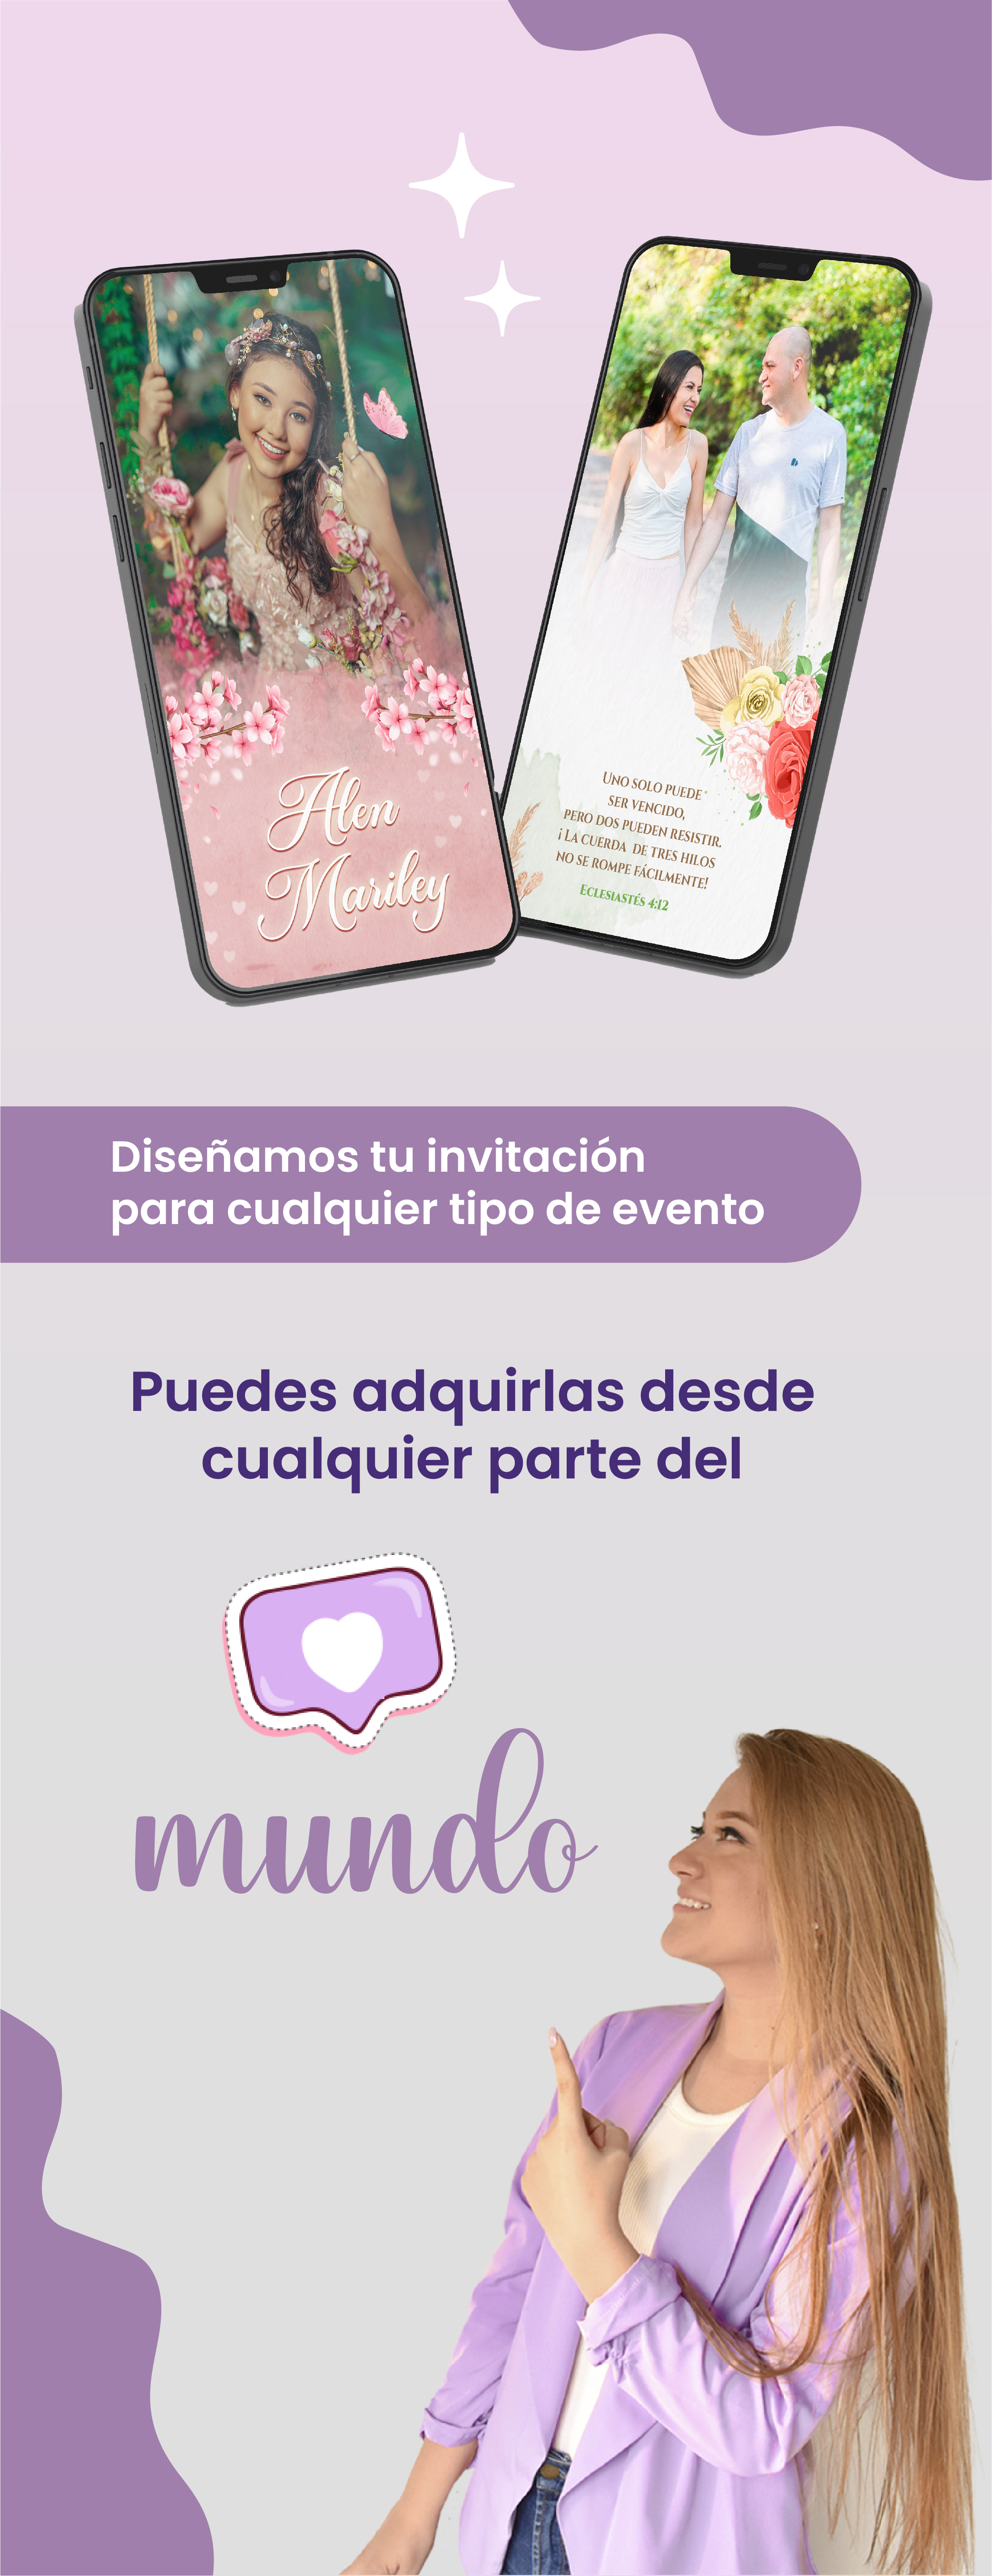 Alen
Mariley
Uno solo puede
ser vencido,
pero dos pueden resistir.
¡La cuerda de tres hilos
no se rompe fácilmente!
Eclesiastés 4:12
Diseñamos tu invitación
para cualquier tipo de evento
Puedes adquirlas desde
cualquier parte del
mundo